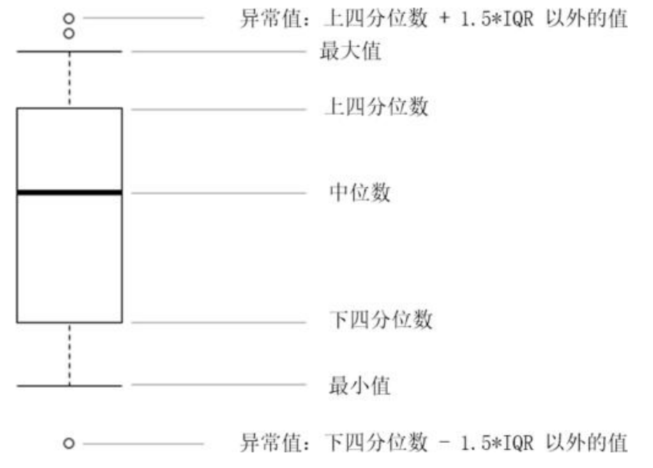 异常值：上四分位数 + 1.5*IQR 以外的值
最大值
上四分位数
中位数
下四分位数
最小值
异常值：下四分位数 - 1.5*IQR 以外的值